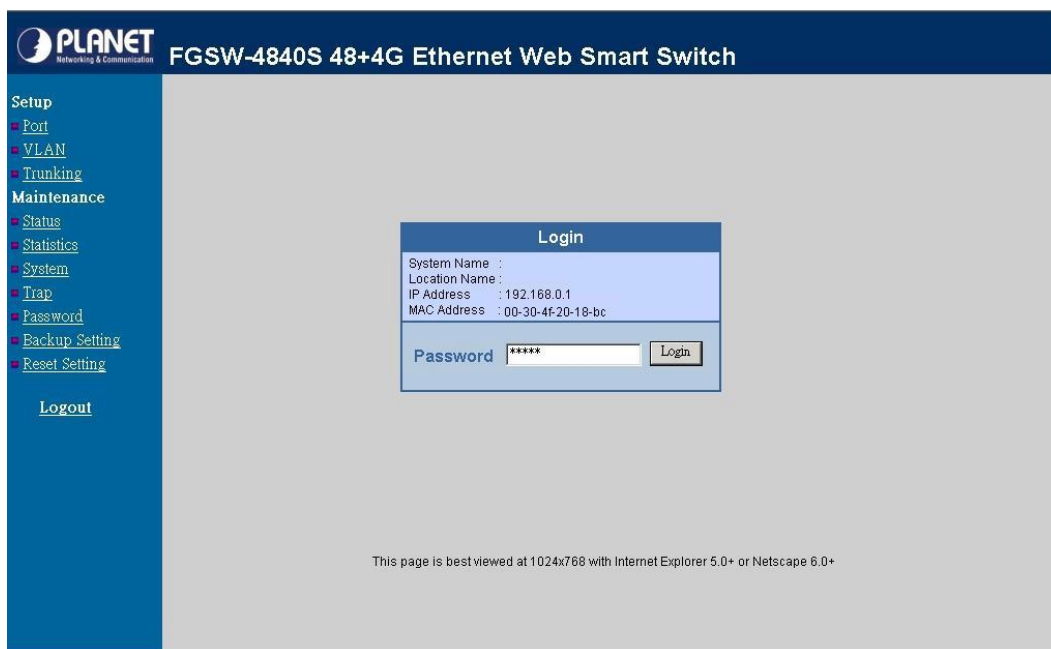 PLANET
Networking & Communication
FGSW-4840S 48+4G Ethernet Web Smart Switch
Setup
Port
VLAN
Trunking
Maintenance
Status
Statistics
System
Trap
Password
Backup Setting
Reset Setting
Logout
Login
System Name :
Location Name :
IP Address : 192.168.0.1
MAC Address : 00-30-4f-20-18-bc
Password ***** Login
This page is best viewed at 1024x768 with Internet Explorer 5.0+ or Netscape 6.0+